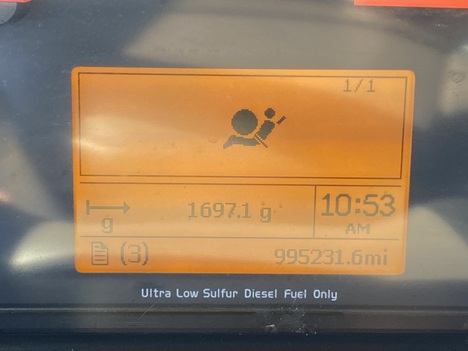 1/1
1697.1 g
10:53
g
AM
(3)
995231.6mi
Ultra Low Sulfur Diesel Fuel Only